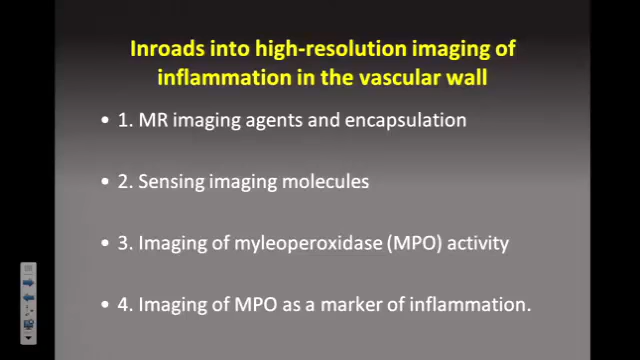 Inroads into high-resolution imaging of
inflammation in the vascular wall
• 1. MR imaging agents and encapsulation
• 2. Sensing imaging molecules
• 3. Imaging of myleoperoxidase (MPO) activity
• 4. Imaging of MPO as a marker of inflammation.